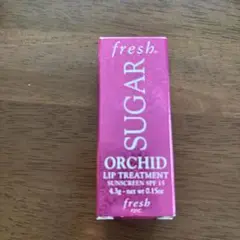 fresh
SUGAR
ORCHID
LIP TREATMENT
SUNSCREEN SPF 15
4.3g - net wt 0.15oz
fresh